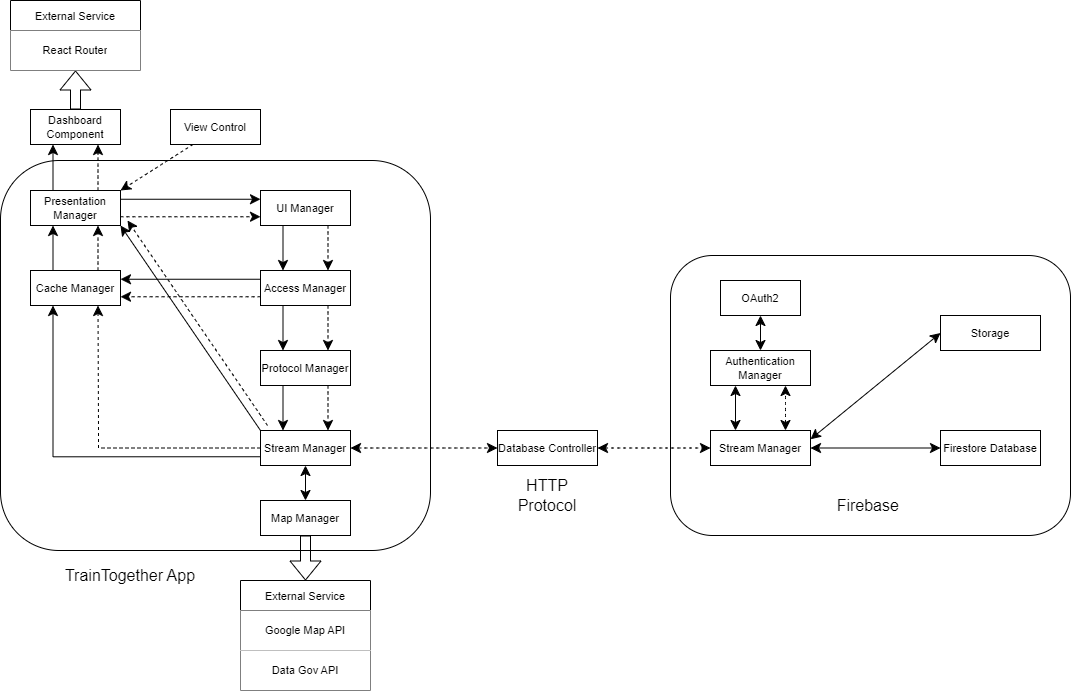 External Service
React Router
Dashboard
Component
View Control
Presentation
Manager
UI Manager
Cache Manager
Access Manager
Protocol Manager
Stream Manager
Map Manager
TrainTogether App
External Service
Google Map API
Data Gov API
Database Controller
HTTP
Protocol
OAuth2
Authentication
Manager
Stream Manager
Storage
Firestore Database
Firebase